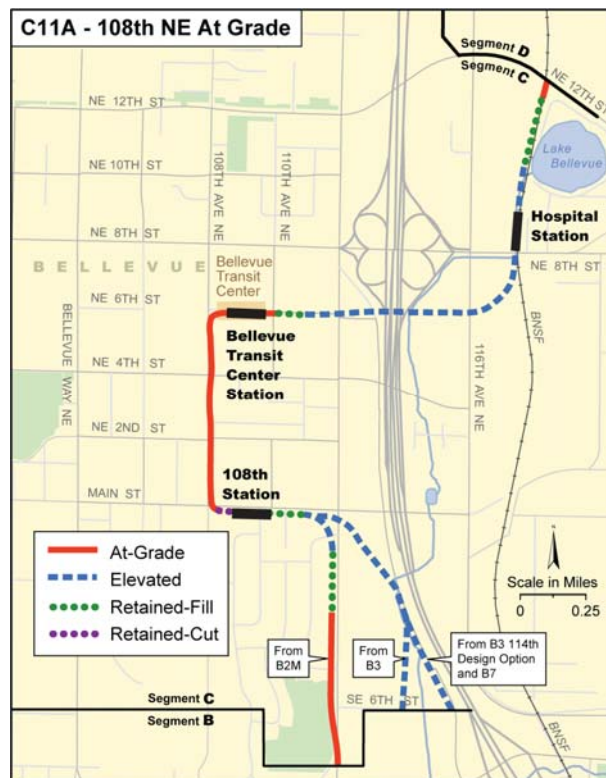 C11A - 108th NE At Grade
Segment D
Segment C
NE 12TH ST
NE 12TH ST
Lake
Bellevue
NE 10TH ST
108TH AVE NE
110TH AVE NE
Hospital
Station
NE 8TH ST
NE 8TH ST
BELLEVUE
Bellevue
Transit
Center
NE 6TH ST
BELLEVUE WAY NE
Bellevue
Transit
Center
Station
BNSF
116TH AVE NE
NE 4TH ST
NE 2ND ST
108th
Station
MAIN ST
At-Grade
Elevated
Retained-Fill
Retained-Cut
Scale in Miles
0
0.25
From
B2M
From
B3
From B3 114th
Design Option
and B7
SE 6TH ST
Segment C
Segment B
BNSF